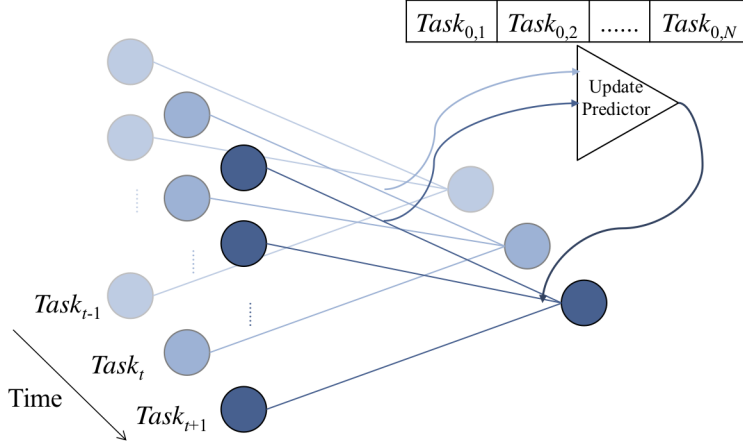 Task0,1 Task0,2 ...... Task0,N
Update
Predictor
Taskt-1
Taskt
Time
Taskt+1